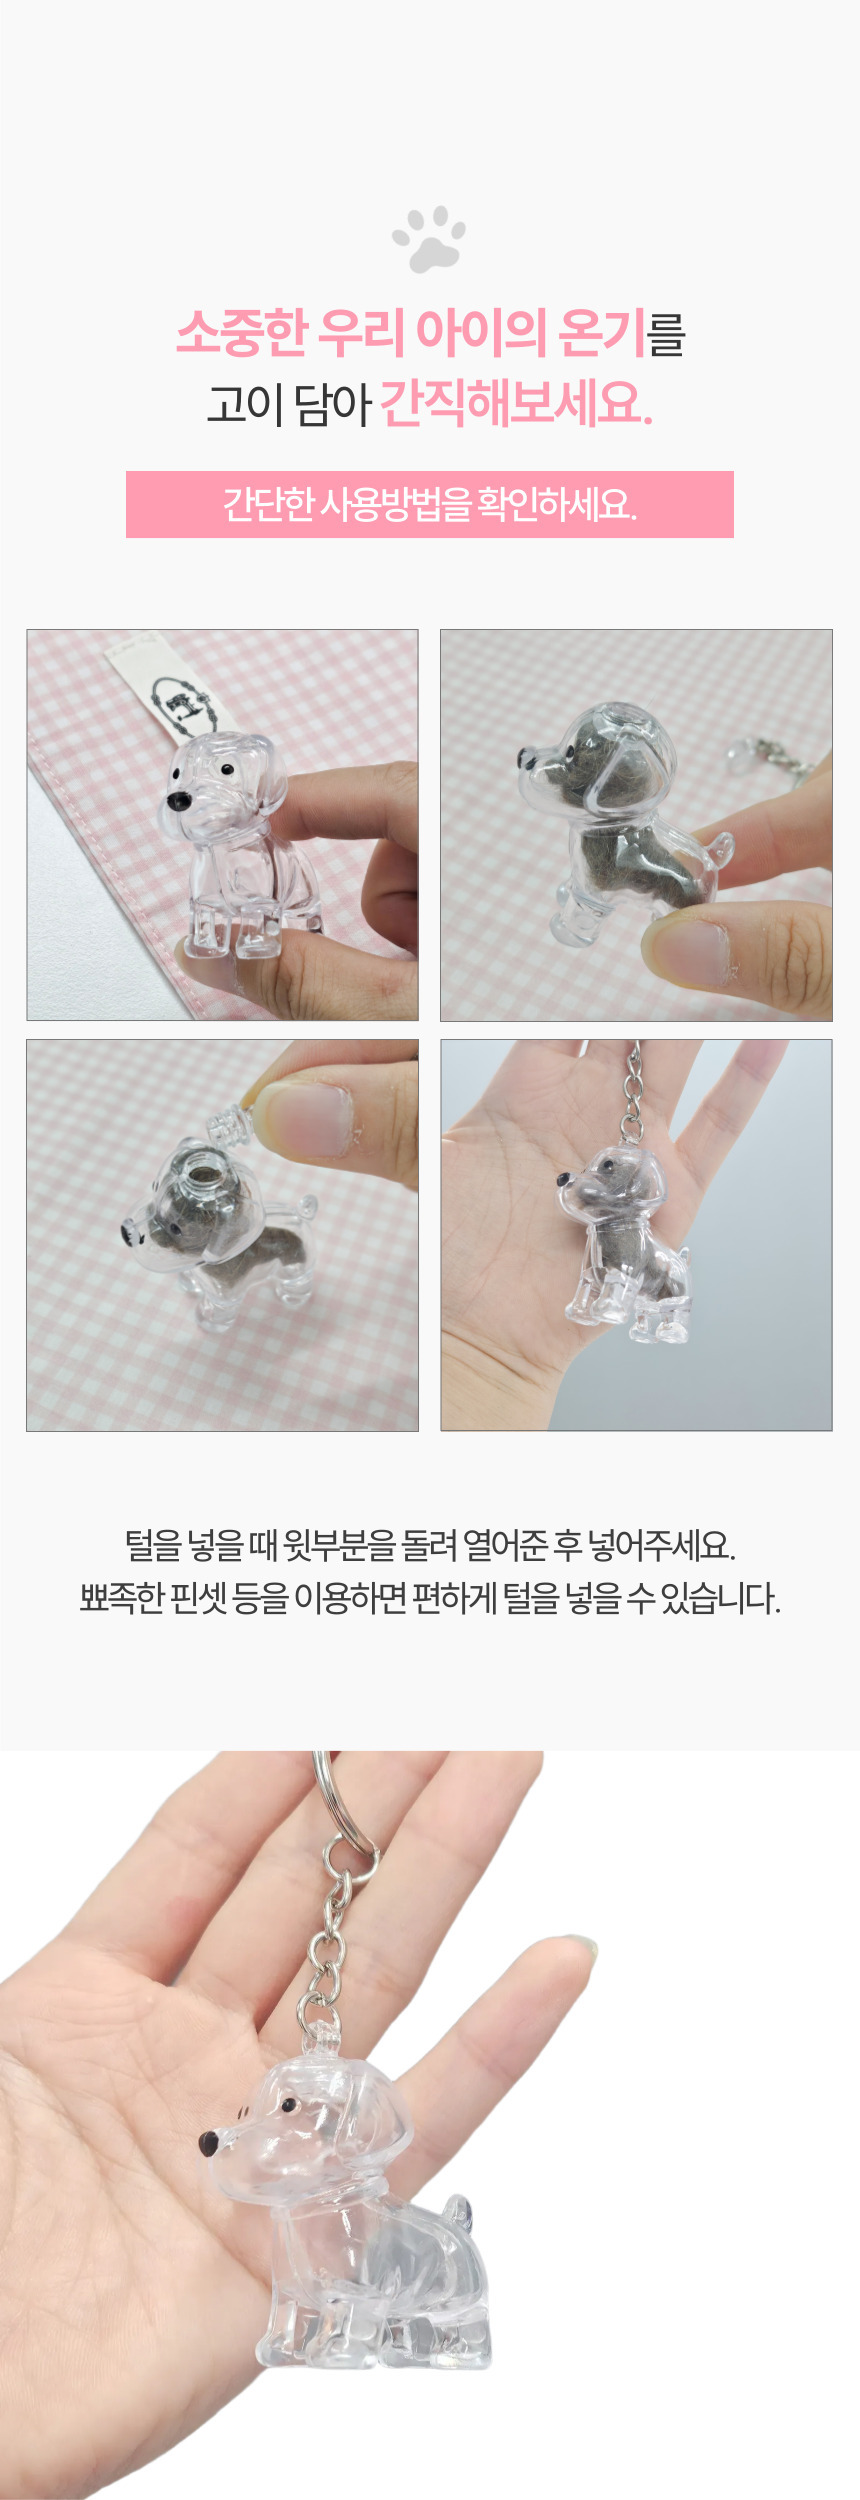 소중한 우리 아이의 온기를
고이 담아 간직해보세요.
간단한 사용방법을 확인하세요.
털을 넣을 때 윗부분을 돌려 열어준 후 넣어주세요.
뾰족한 핀셋 등을 이용하면 편하게 털을 넣을 수 있습니다.